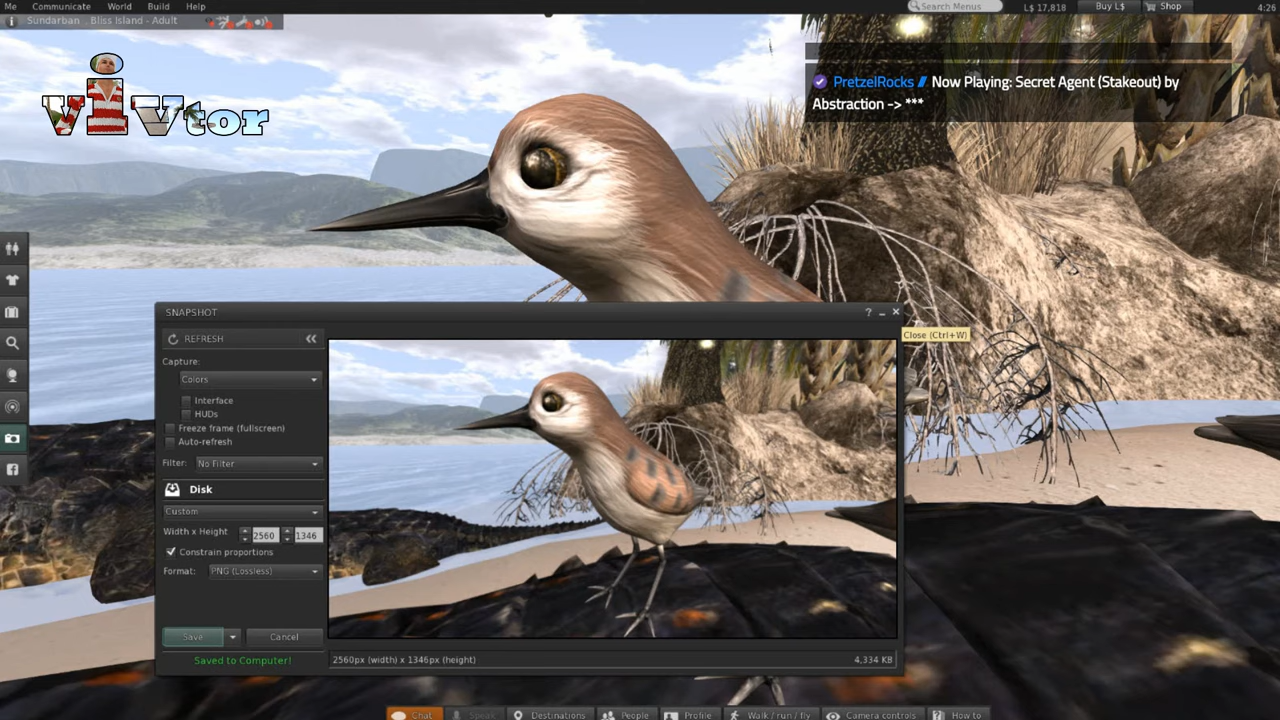 Me Communicate World Build Help
Search Menus
L$ 17,818 Buy L$ Shop 4:26
Sundarban Bliss Island - Adult
viVtor
PretzelRocks // Now Playing: Secret Agent (Stakeout) by
Abstraction -> ***
SNAPSHOT
Close (Ctrl+W)
REFRESH
Capture:
Colors
Interface
HUDs
Freeze frame (fullscreen)
Auto-refresh
Filter: No Filter
Disk
Custom
Width x Height 2560 1346
Constrain proportions
Format: PNG (Lossless)
Save Cancel
Saved to Computer!
2560px (width) x 1346px (height) 4,334 KB
Chat Speak Destinations People Profile Walk / run / fly Camera controls How to